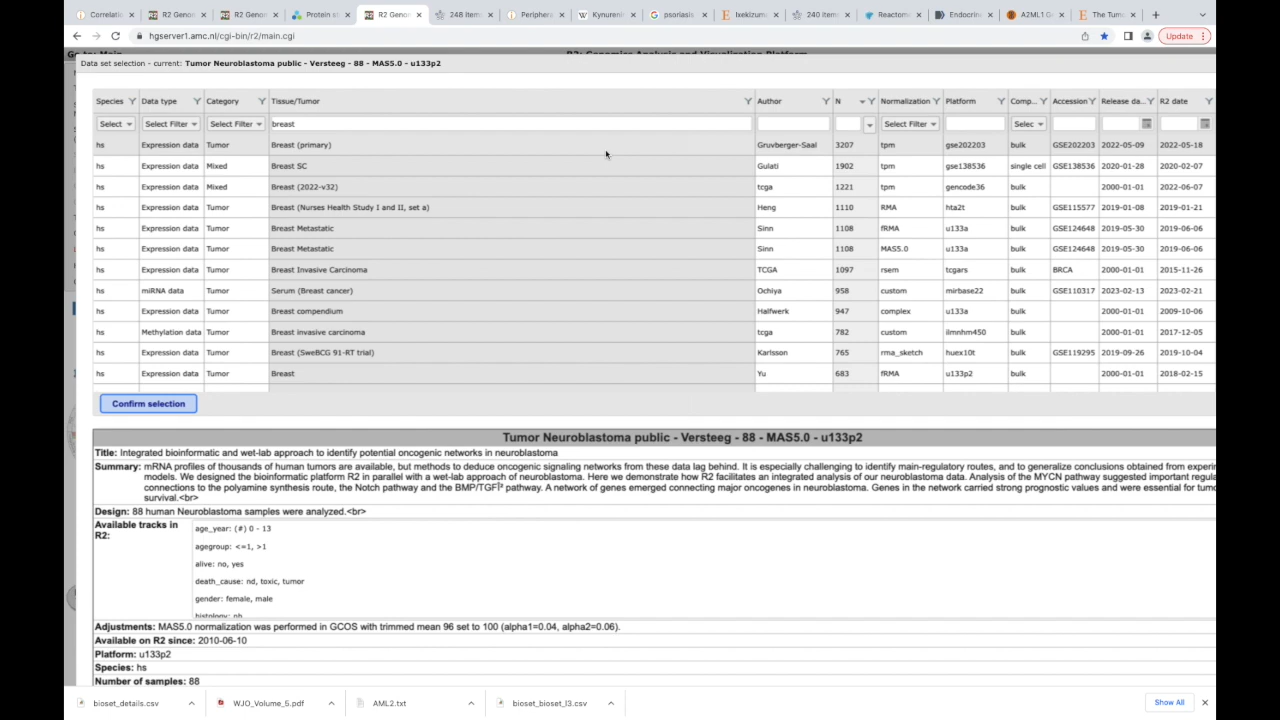 Correlatio
R2 Genom
R2 Genom
Protein ss
R2 Genom
248 items
Periphera
Kynurenin
psoriasis
Ixekizum
240 items
Reactome
Endocrine
A2ML1 Ge
The Tumo
hgserver1.amc.nl/cgi-bin/r2/main.cgi
Update
Data set selection - current: Tumor Neuroblastoma public - Versteeg - 88 - MAS5.0 - u133p2
Species Data type Category Tissue/Tumor Author N Normalization Platform Comp... Accession Release da... R2 date
Select Select Filter Select Filter breast Select Filter Selec
hs Expression data Tumor Breast (primary) Gruvberger-Saal 3207 tpm gse202203 bulk GSE202203 2022-05-09 2022-05-18
hs Expression data Mixed Breast SC Gulati 1902 tpm gse138536 single cell GSE138536 2020-01-28 2020-02-07
hs Expression data Mixed Breast (2022-v32) tcga 1221 tpm gencode36 bulk 2000-01-01 2022-06-07
hs Expression data Tumor Breast (Nurses Health Study I and II, set a) Heng 1110 RMA hta2t bulk GSE115577 2019-01-08 2019-01-21
hs Expression data Tumor Breast Metastatic Sinn 1108 fRMA u133a bulk GSE124648 2019-05-30 2019-06-06
hs Expression data Tumor Breast Metastatic Sinn 1108 MAS5.0 u133a bulk GSE124648 2019-05-30 2019-06-06
hs Expression data Tumor Breast Invasive Carcinoma TCGA 1097 rsem tcgars bulk BRCA 2000-01-01 2015-11-26
hs miRNA data Tumor Serum (Breast cancer) Ochiya 958 custom mirbase22 bulk GSE110317 2023-02-13 2023-02-21
hs Expression data Tumor Breast compendium Halfwerk 947 complex u133a bulk 2000-01-01 2009-10-06
hs Methylation data Tumor Breast invasive carcinoma tcga 782 custom ilmnhm450 bulk 2000-01-01 2017-12-05
hs Expression data Tumor Breast (SweBCG 91-RT trial) Karlsson 765 rma_sketch huex10t bulk GSE119295 2019-09-26 2019-10-04
hs Expression data Tumor Breast Yu 683 fRMA u133p2 bulk 2000-01-01 2018-02-15
Confirm selection
Tumor Neuroblastoma public - Versteeg - 88 - MAS5.0 - u133p2
Title: Integrated bioinformatic and wet-lab approach to identify potential oncogenic networks in neuroblastoma
Summary: mRNA profiles of thousands of human tumors are available, but methods to deduce oncogenic signaling networks from these data lag behind. It is especially challenging to identify main-regulatory routes, and to generalize conclusions obtained from experin
models. We designed the bioinformatic platform R2 in parallel with a wet-lab approach of neuroblastoma. Here we demonstrate how R2 facilitates an integrated analysis of our neuroblastoma data. Analysis of the MYCN pathway suggested important regula
connections to the polyamine synthesis route, the Notch pathway and the pathway. A network of genes emerged connecting major oncogenes in neuroblastoma. Genes in the network carried strong prognostic values and were essential for tumo
survival.<br>
Design: 88 human Neuroblastoma samples were analyzed.<br>
Available tracks in
R2:
age_year: (#) 0 - 13
agegroup: <=1, >1
alive: no, yes
death_cause: nd, toxic, tumor
gender: female, male
Adjustments: MAS5.0 normalization was performed in GCOS with trimmed mean 96 set to 100 (alpha1=0.04, alpha2=0.06).
Available on R2 since: 2010-06-10
Platform: u133p2
Species: hs
Number of samples: 88
bioset_details.csv
WJO_Volume_5.pdf
AML2.txt
bioset_bioset_l3.csv
Show All